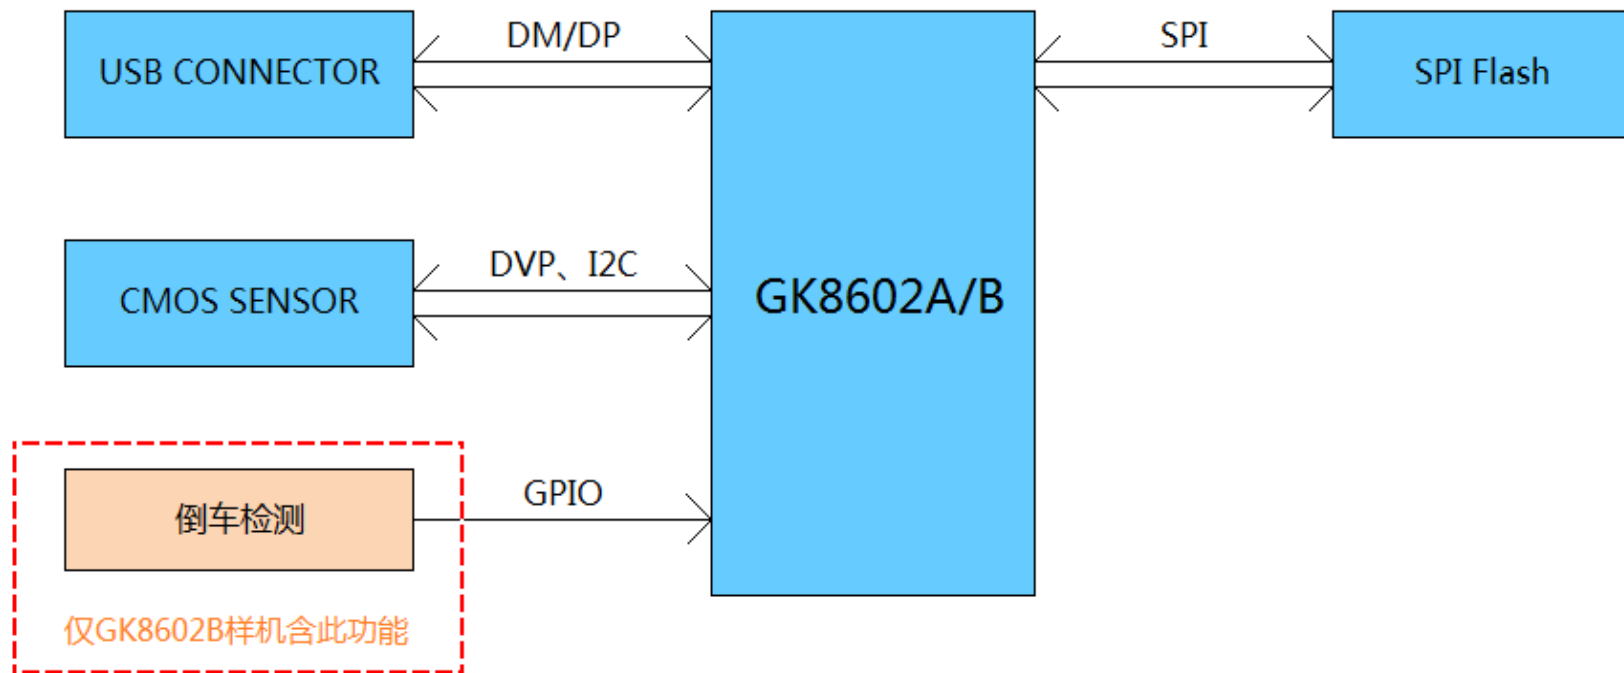 USB CONNECTOR
DM/DP
SPI
SPI Flash
CMOS SENSOR
DVP、I2C
GK8602A/B
倒车检测
GPIO
仅GK8602B样机含此功能